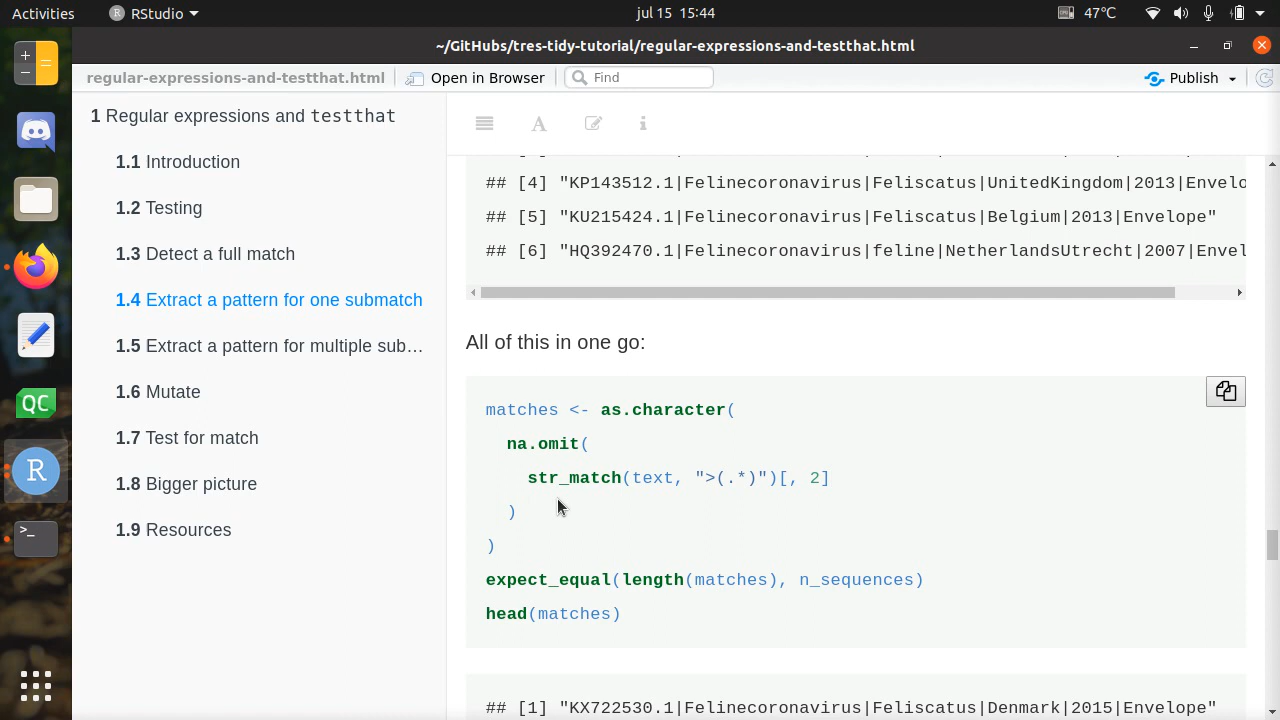 Activities RStudio jul 15 15:44 47°C
~/GitHubs/tres-tidy-tutorial/regular-expressions-and-testthat.html
regular-expressions-and-testthat.html Open in Browser Find Publish
1 Regular expressions and testthat
1.1 Introduction
1.2 Testing
1.3 Detect a full match
1.4 Extract a pattern for one submatch
1.5 Extract a pattern for multiple sub…
1.6 Mutate
1.7 Test for match
1.8 Bigger picture
1.9 Resources
## [4] "KP143512.1|Felinecoronavirus|Feliscatus|UnitedKingdom|2013|Envelo
## [5] "KU215424.1|Felinecoronavirus|Feliscatus|Belgium|2013|Envelope"
## [6] "HQ392470.1|Felinecoronavirus|feline|NetherlandsUtrecht|2007|Envel
All of this in one go:
matches <- as.character(
na.omit(
str_match(text, ">(.*)")[, 2]
)
)
expect_equal(length(matches), n_sequences)
head(matches)
## [1] "KX722530.1|Felinecoronavirus|Feliscatus|Denmark|2015|Envelope"
QC
R
>_